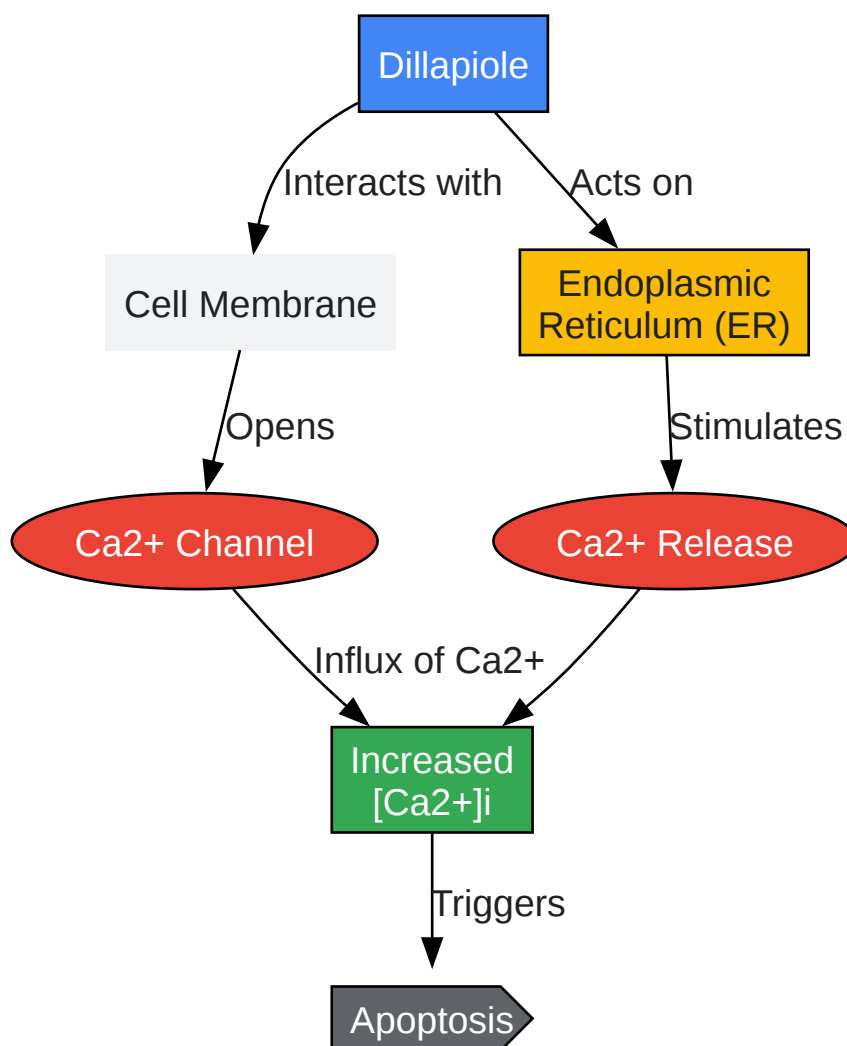 Dillapiole
Interacts with
Acts on
Cell Membrane
Endoplasmic
Reticulum (ER)
Opens
Stimulates
Ca2+ Channel
Ca2+ Release
Influx of Ca2+
Increased
[Ca2+]i
Triggers
Apoptosis